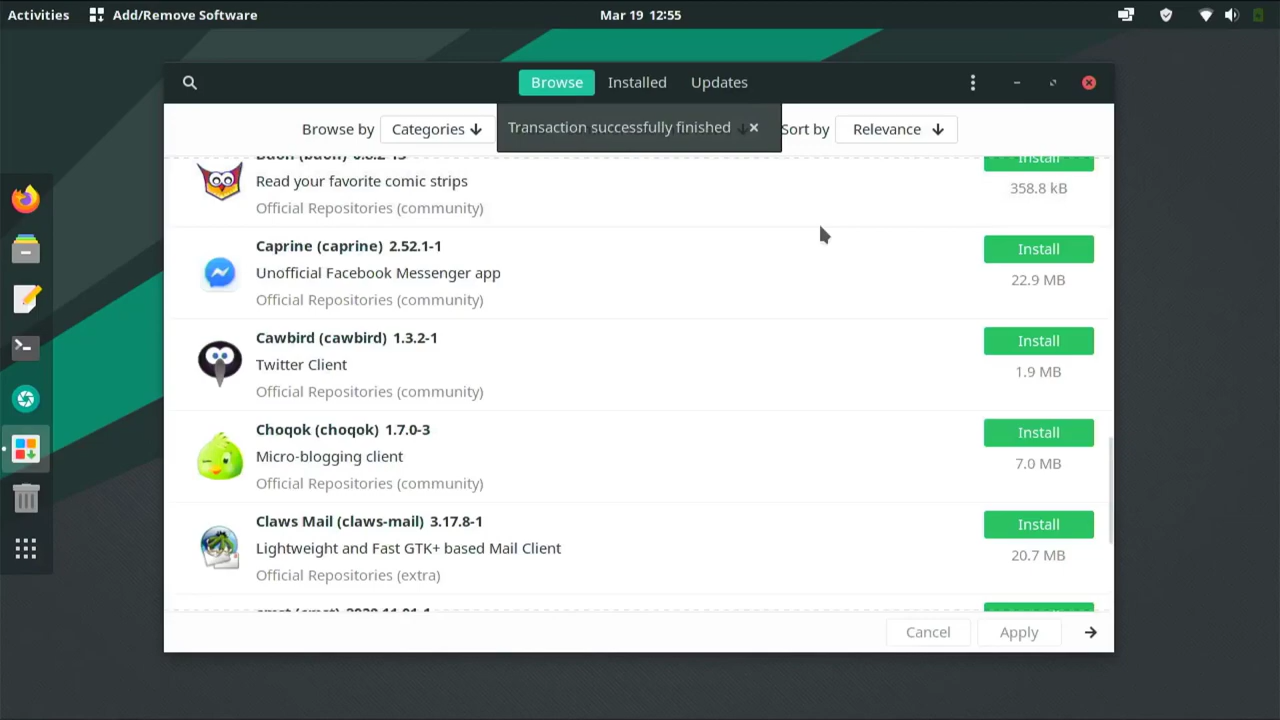 Activities
Add/Remove Software
Mar 19 12:55
Browse
Installed
Updates
Browse by
Categories
Transaction successfully finished
Sort by
Relevance
Install
Read your favorite comic strips
358.8 kB
Official Repositories (community)
Caprine (caprine) 2.52.1-1
Install
Unofficial Facebook Messenger app
22.9 MB
Official Repositories (community)
Cawbird (cawbird) 1.3.2-1
Install
Twitter Client
1.9 MB
Official Repositories (community)
Choqok (choqok) 1.7.0-3
Install
Micro-blogging client
7.0 MB
Official Repositories (community)
Claws Mail (claws-mail) 3.17.8-1
Install
Lightweight and Fast GTK+ based Mail Client
20.7 MB
Official Repositories (extra)
Cancel
Apply